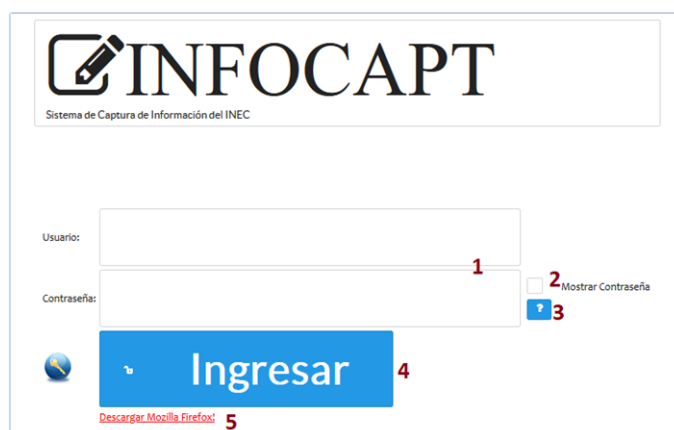 INFOCAPT
Sistema de Captura de Información del INEC
Usuario:
1
2 Mostrar Contraseña
Contraseña:
? 3
Ingresar 4
Descargar Mozilla Firefox! 5